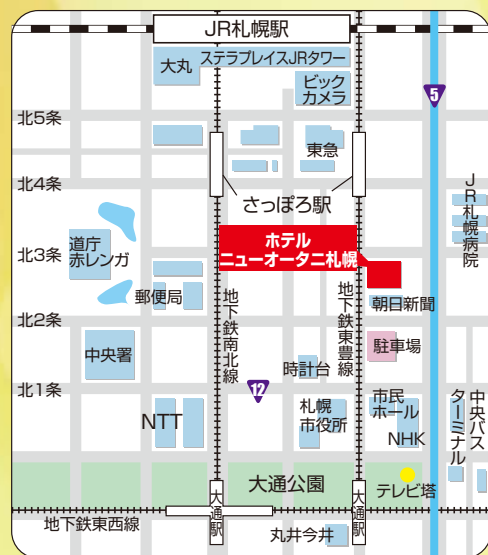 JR札幌駅
大丸
ステラプレイスJRタワー
ビック
カメラ
5
北5条
東急
北4条
さっぽろ駅
JR札幌病院
ホテル
ニューオータニ札幌
北3条
道庁
赤レンガ
郵便局
地下鉄南北線
地下鉄東豊線
朝日新聞
北2条
中央署
時計台
駐車場
北1条
12
NTT
札幌
市役所
市民
ホール
NHK
中央バス
ターミナル
大通公園
テレビ塔
大通駅
大通駅
地下鉄東西線
丸井今井